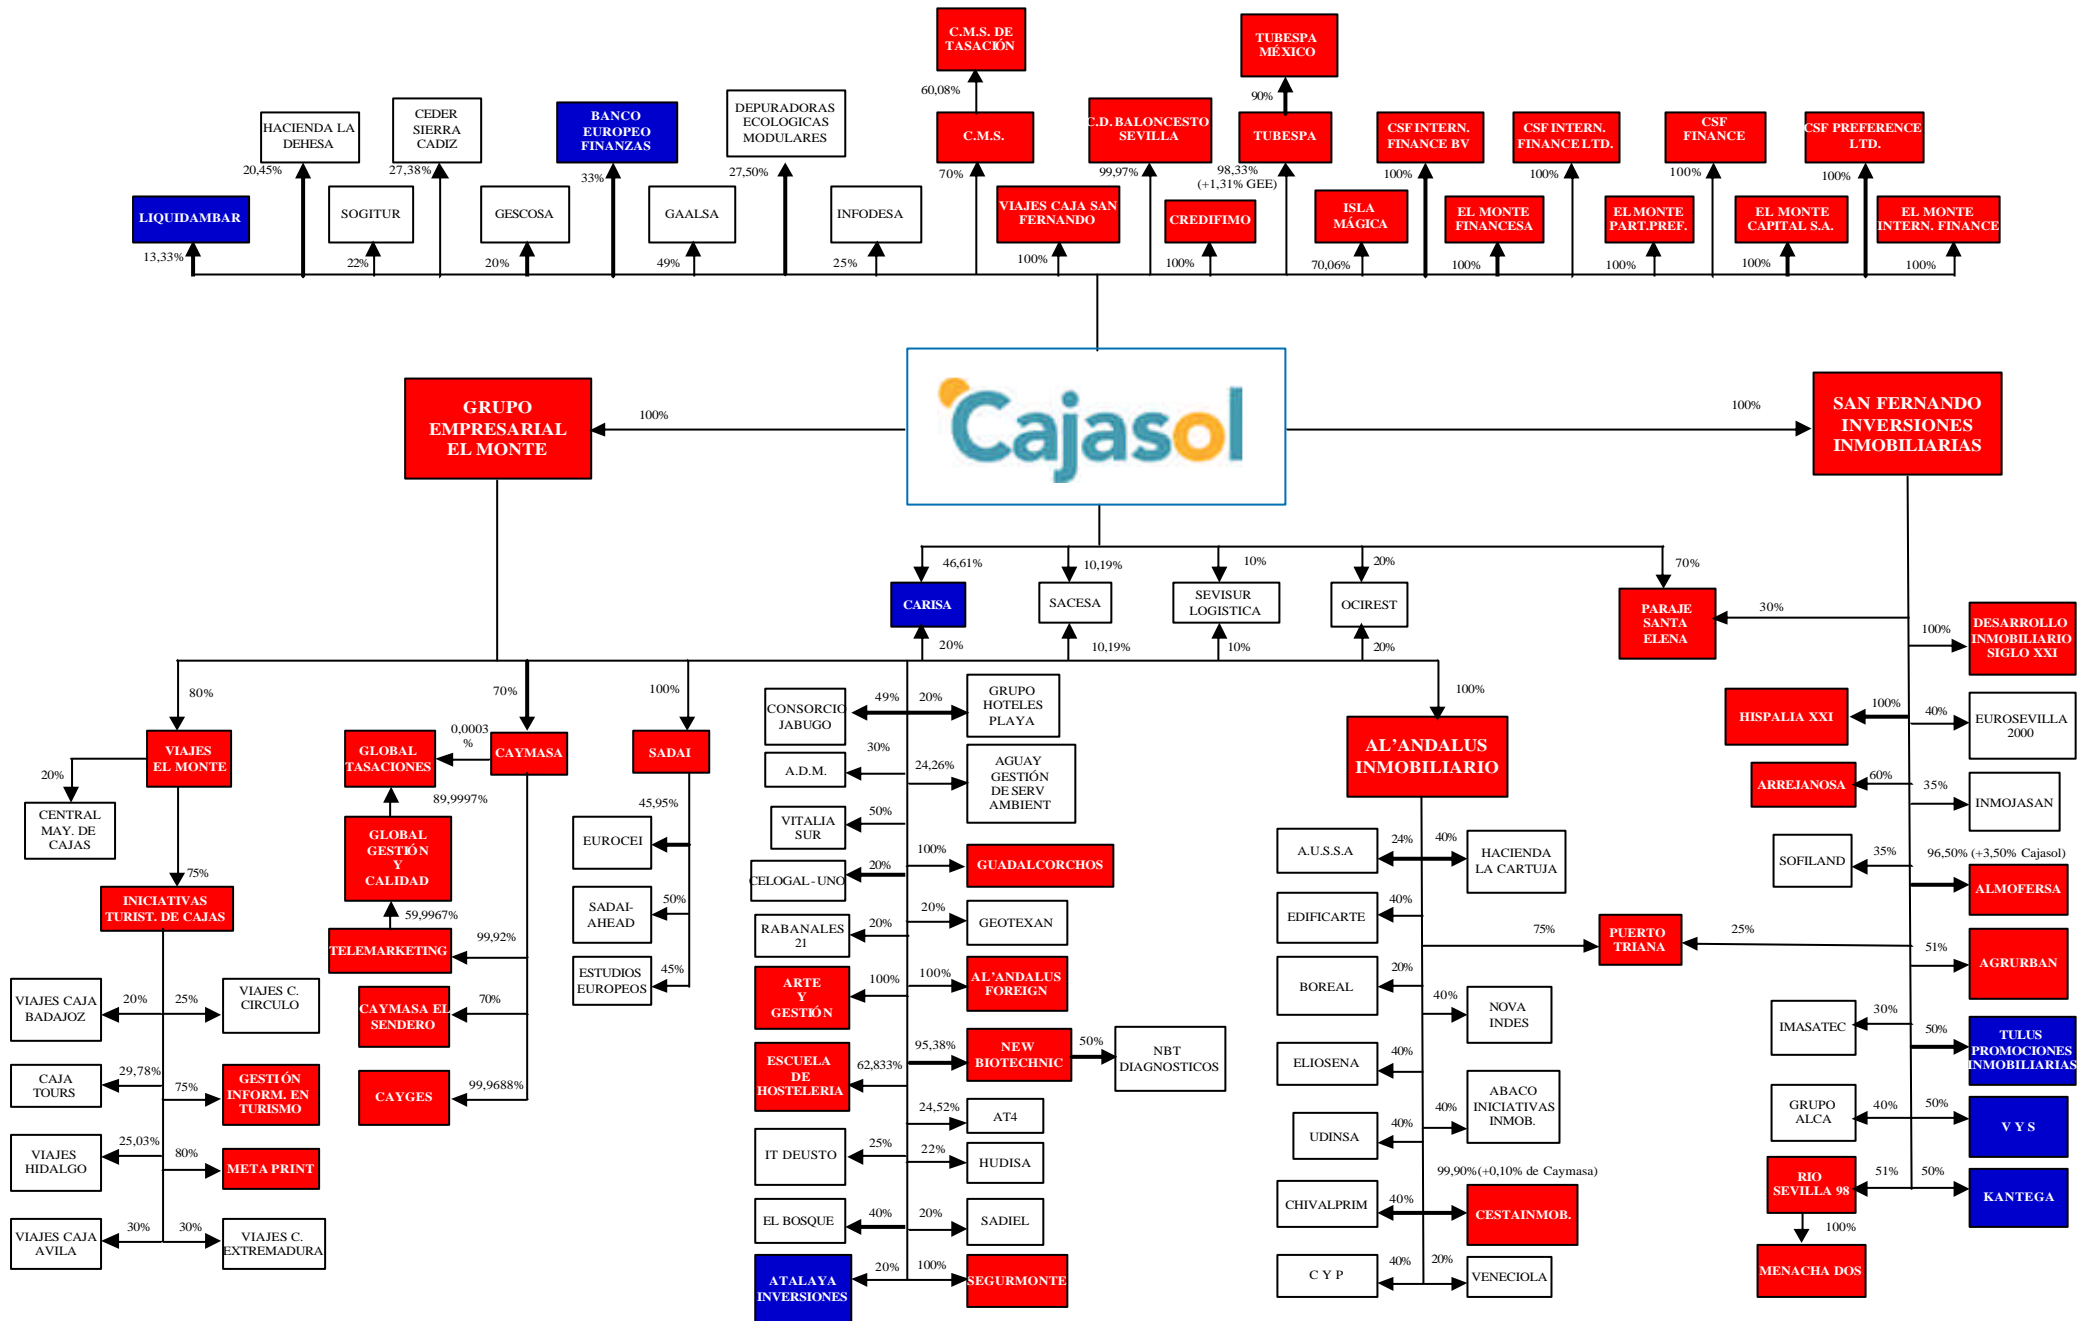 C.M.S. DE
TASACIÓN
TUBESPA
MÉXICO
60,08%
90%
HACIENDA LA
DEHESA
CEDER
SIERRA
CADIZ
BANCO
EUROPEO
FINANZAS
DEPURADORAS
ECOLOGICAS
MODULARES
C.M.S.
C.D. BALONCESTO
SEVILLA
TUBESPA
CSF INTERN.
FINANCE BV
CSF INTERN.
FINANCE LTD.
CSF
FINANCE
CSF PREFERENCE
LTD.
20,45%
27,38%
33%
27,50%
70%
99,97%
98,33%
(+1,31% GEE)
100%
100%
100%
100%
LIQUIDAMBAR
SOGITUR
GESCOSA
GAALSA
INFODESA
VIAJES CAJA SAN
FERNANDO
CREDIFIMO
ISLA
MÁGICA
EL MONTE
FINANCESA
EL MONTE
PART.PREF.
EL MONTE
CAPITAL S.A.
EL MONTE
INTERN. FINANCE
13,33%
22%
20%
49%
25%
100%
100%
70,06%
100%
100%
100%
100%
GRUPO
EMPRESARIAL
EL MONTE
100%
Cajasol
100%
SAN FERNANDO
INVERSIONES
INMOBILIARIAS
46,61%
10,19%
10%
20%
70%
CARISA
SACESA
SEVISUR
LOGISTICA
OCIREST
PARAJE
SANTA
ELENA
30%
20%
10,19%
10%
20%
100%
DESARROLLO
INMOBILIARIO
SIGLO XXI
80%
70%
100%
100%
VIAJES
EL MONTE
20%
CENTRAL
MAY. DE
CAJAS
75%
INICIATIVAS
TURIST. DE CAJAS
VIAJES CAJA
BADAJOZ
20%
25%
VIAJES C.
CIRCULO
CAJA
TOURS
29,78%
75%
GESTIÓN
INFORM. EN
TURISMO
VIAJES
HIDALGO
25,03%
80%
META PRINT
VIAJES CAJA
AVILA
30%
30%
VIAJES C.
EXTREMADURA
GLOBAL
TASACIONES
0,0003
%
CAYMASA
89,9997%
GLOBAL
GESTIÓN
Y
CALIDAD
59,9967%
TELEMARKETING
99,92%
CAYMASA EL
SENDERO
70%
CAYGES
99,9688%
SADAI
EUROCEI
45,95%
SADAI-
AHEAD
50%
ESTUDIOS
EUROPEOS
45%
CONSORCIO
JABUGO
49%
20%
GRUPO
HOTELES
PLAYA
A.D.M.
30%
24,26%
AGUAY
GESTIÓN
DE SERV
AMBIENT
VITALIA
SUR
50%
100%
GUADALCORCHOS
CELOGAL-UNO
20%
20%
GEOTEXAN
RABANALES
21
20%
100%
AL'ANDALUS
FOREIGN
ARTE
Y
GESTIÓN
100%
95,38%
NEW
BIOTECHNIC
50%
NBT
DIAGNOSTICOS
ESCUELA
DE
HOSTELERIA
62,833%
24,52%
AT4
IT DEUSTO
25%
22%
HUDISA
EL BOSQUE
40%
20%
SADIEL
ATALAYA
INVERSIONES
20%
100%
SEGURMONTE
AL'ANDALUS
INMOBILIARIO
A.U.S.S.A
24%
40%
HACIENDA
LA CARTUJA
EDIFICARTE
40%
75%
PUERTO
TRIANA
25%
BOREAL
20%
40%
NOVA
INDES
ELIOSENA
40%
40%
ABACO
INICIATIVAS
INMOB.
UDINSA
40%
99,90%(+0,10% de Caymasa)
CHIVALPRIM
40%
CESTAINMOB.
C Y P
40%
20%
VENECIOLA
HISPALIA XXI
100%
40%
EUROSEVILLA
2000
ARREJANOSA
60%
35%
INMOJASAN
SOFILAND
35%
96,50% (+3,50% Cajasol)
ALMOFERSA
51%
AGRURBAN
IMASATEC
30%
50%
TULUS
PROMOCIONES
INMOBILIARIAS
GRUPO
ALCA
40%
50%
V Y S
RIO
SEVILLA 98
51%
50%
KANTEGA
100%
MENACHA DOS